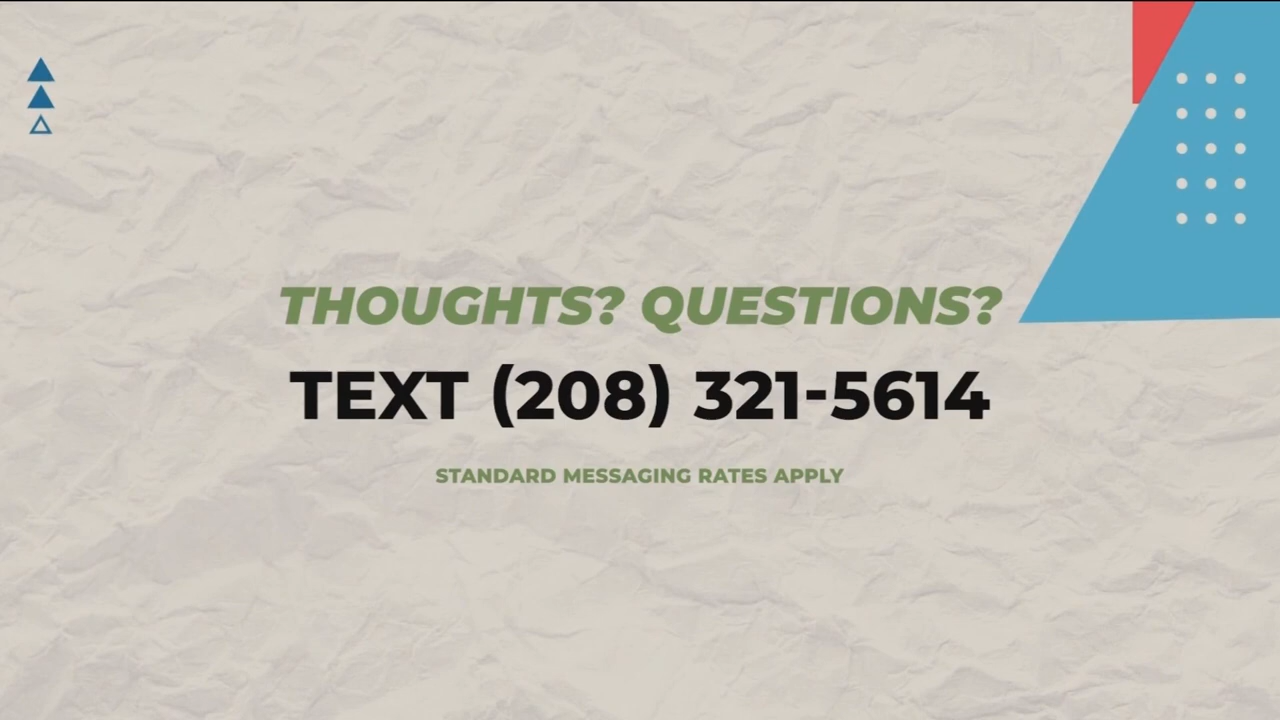 THOUGHTS? QUESTIONS?
TEXT (208) 321-5614
STANDARD MESSAGING RATES APPLY